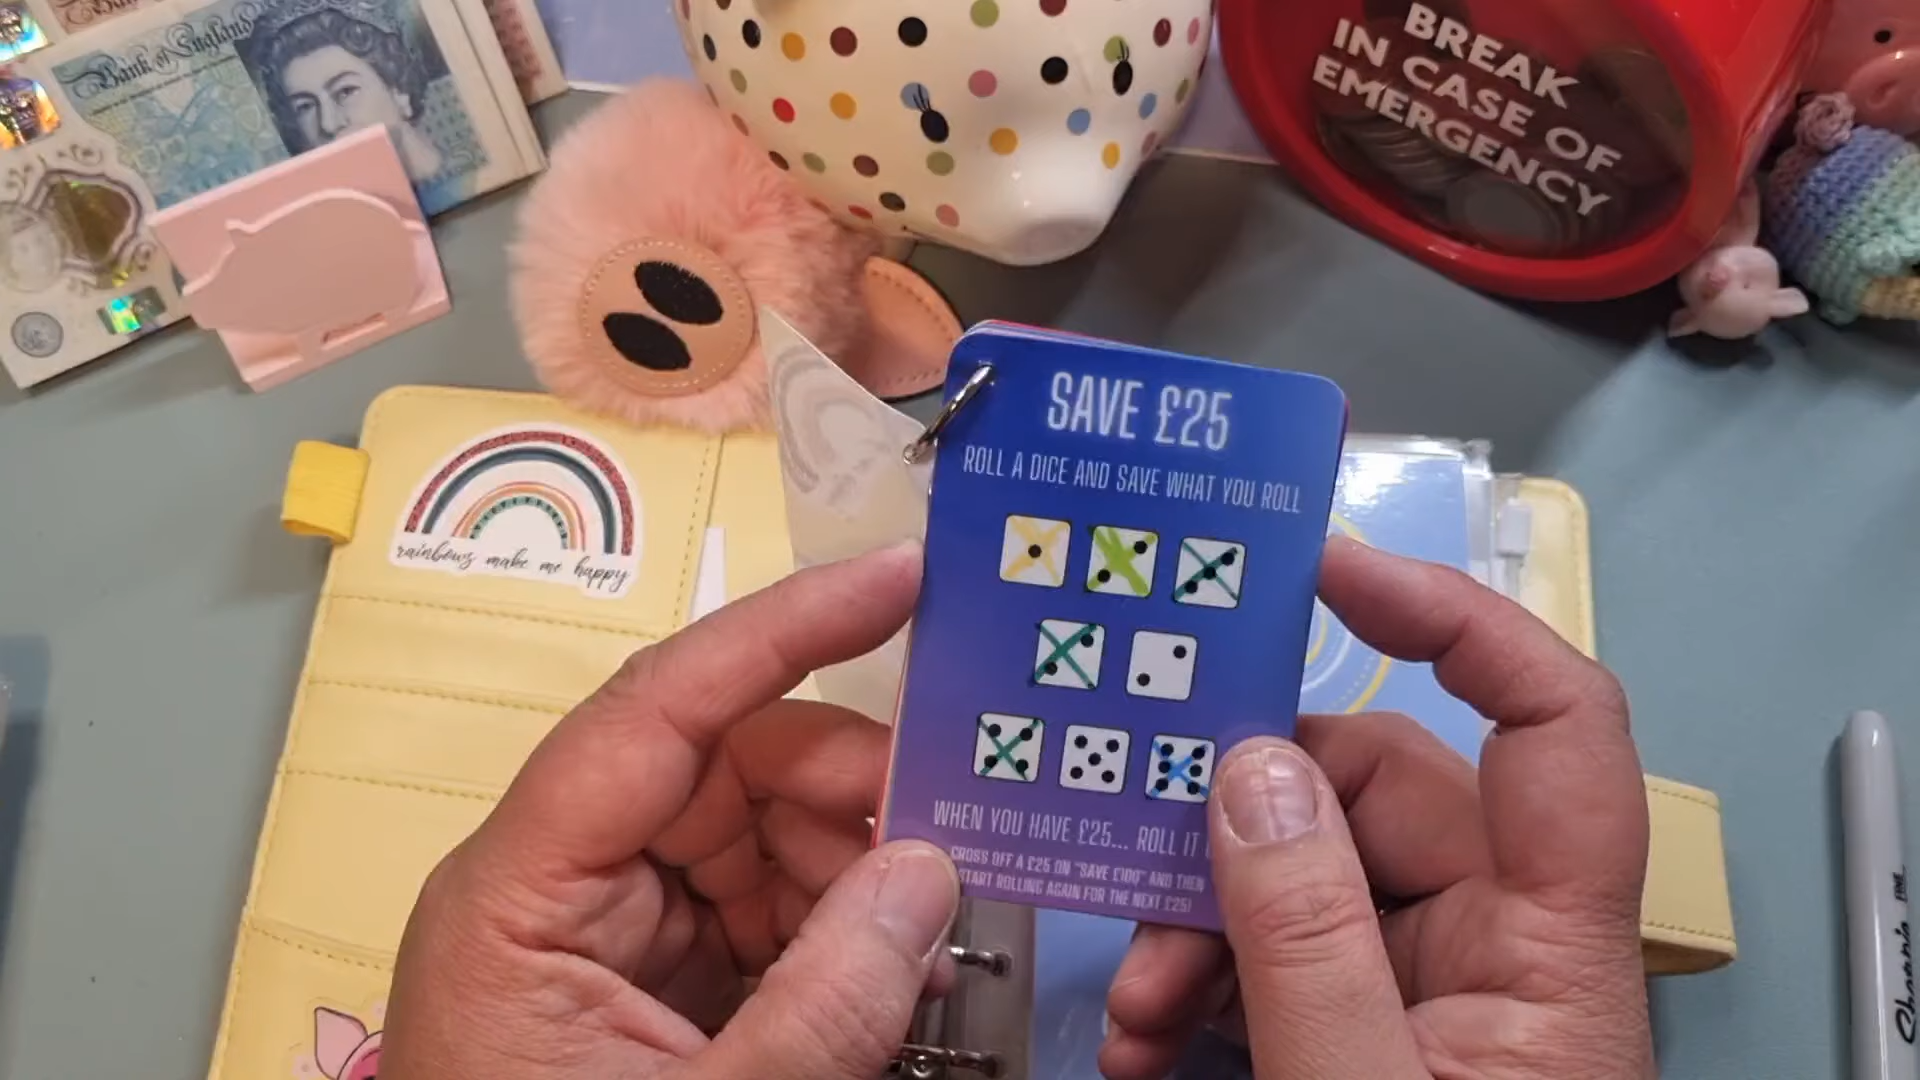 Bank of England
BREAK
IN CASE OF
EMERGENCY
SAVE £25
ROLL A DICE AND SAVE WHAT YOU ROLL
rainbows make me happy
WHEN YOU HAVE £25... ROLL IT
CROSS OFF A £25 ON "SAVE £100" AND THEN
START ROLLING AGAIN FOR THE NEXT £25!
Sharpie FINE